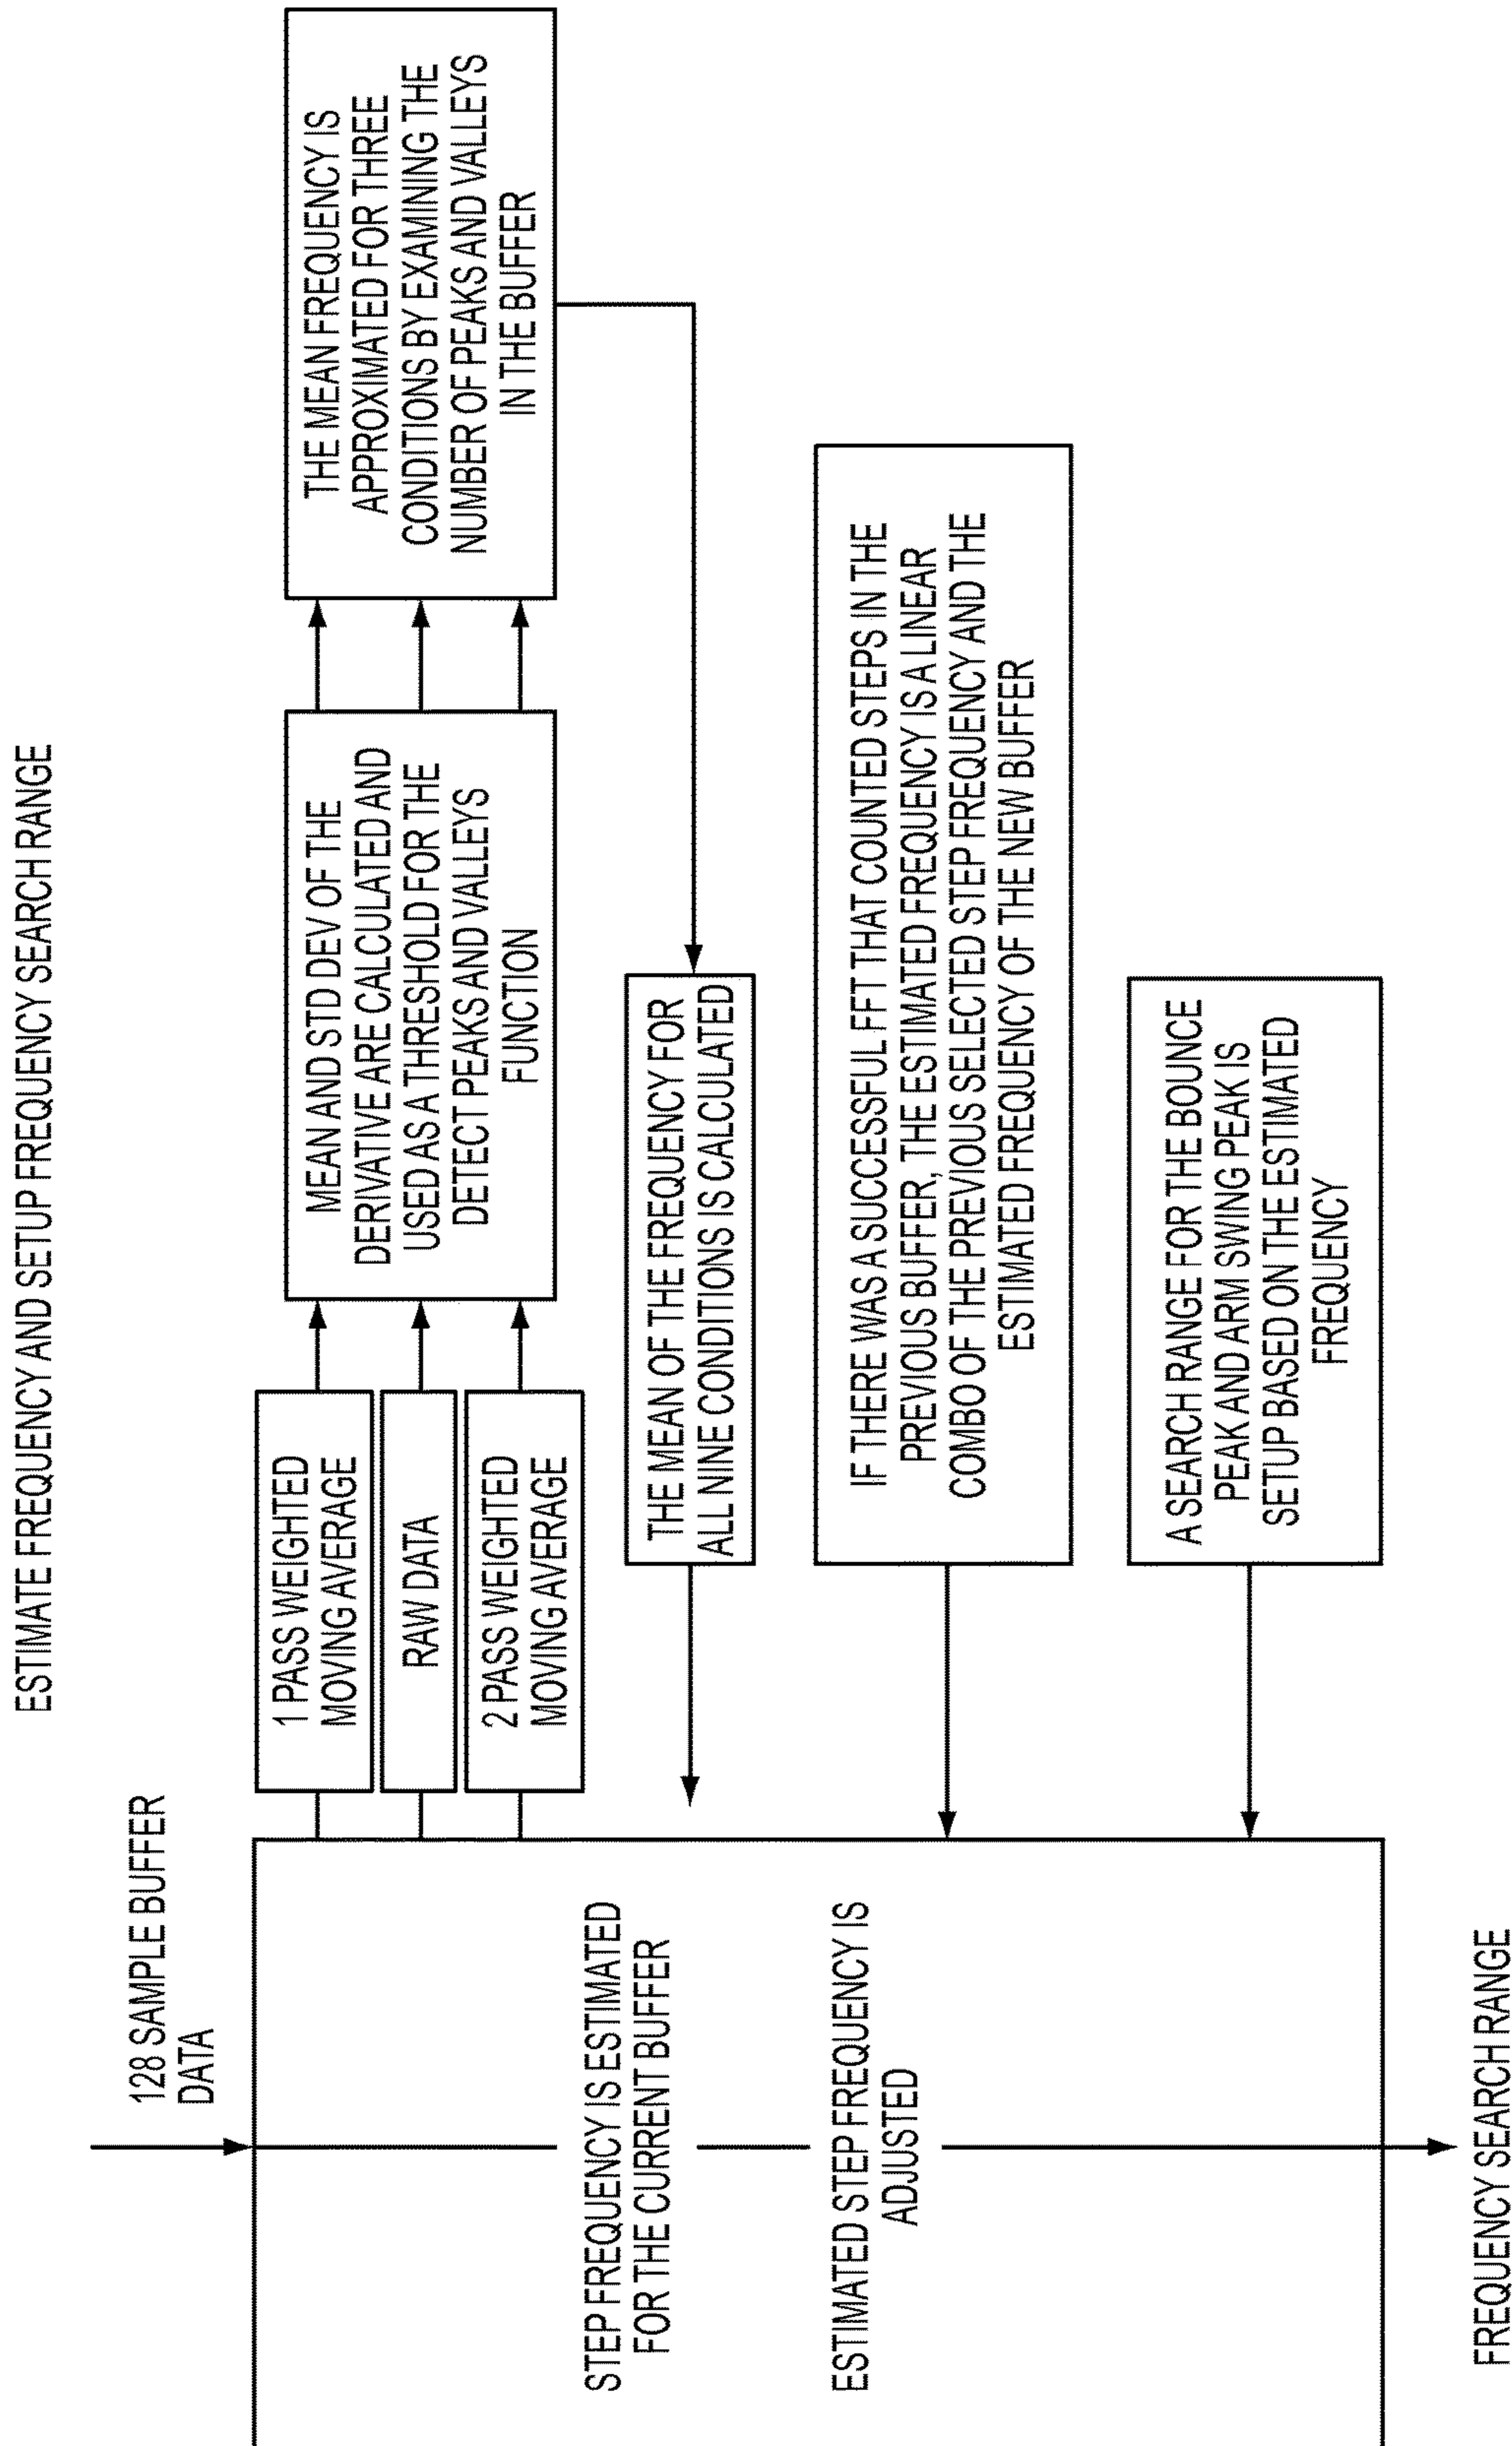 ESTIMATE FREQUENCY AND SETUP FREQUENCY SEARCH RANGE
128 SAMPLE BUFFER
DATA
1 PASS WEIGHTED
MOVING AVERAGE
RAW DATA
2 PASS WEIGHTED
MOVING AVERAGE
MEAN AND STD DEV OF THE
DERIVATIVE ARE CALCULATED AND
USED AS A THRESHOLD FOR THE
DETECT PEAKS AND VALLEYS
FUNCTION
THE MEAN FREQUENCY IS
APPROXIMATED FOR THREE
CONDITIONS BY EXAMINING THE
NUMBER OF PEAKS AND VALLEYS
IN THE BUFFER
STEP FREQUENCY IS ESTIMATED
FOR THE CURRENT BUFFER
THE MEAN OF THE FREQUENCY FOR
ALL NINE CONDITIONS IS CALCULATED
ESTIMATED STEP FREQUENCY IS
ADJUSTED
IF THERE WAS A SUCCESSFUL FFT THAT COUNTED STEPS IN THE
PREVIOUS BUFFER, THE ESTIMATED FREQUENCY IS A LINEAR
COMBO OF THE PREVIOUS SELECTED STEP FREQUENCY AND THE
ESTIMATED FREQUENCY OF THE NEW BUFFER
A SEARCH RANGE FOR THE BOUNCE
PEAK AND ARM SWING PEAK IS
SETUP BASED ON THE ESTIMATED
FREQUENCY
FREQUENCY SEARCH RANGE